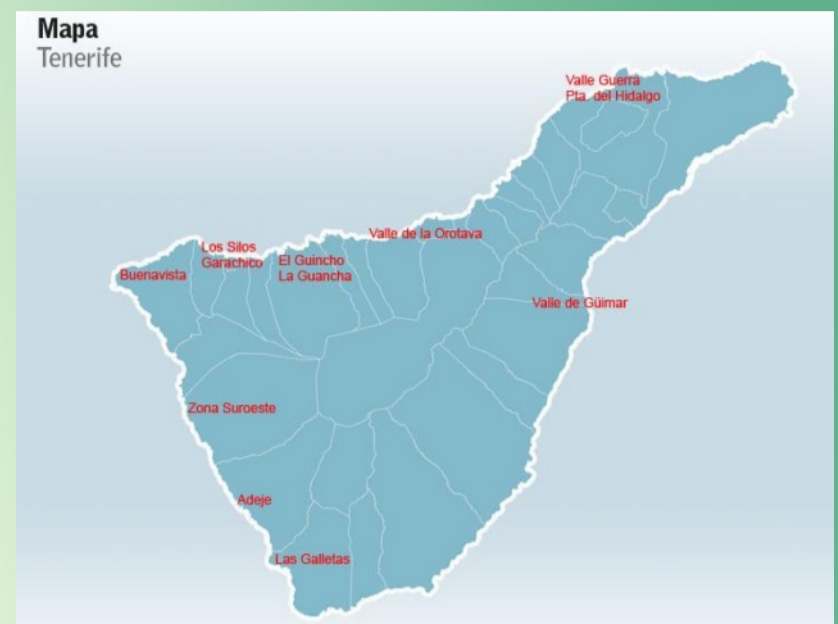 Mapa
Tenerife
Valle Guerra
Pta. del Hidalgo
Valle de la Orotava
Los Silos
Garachico
El Guincho
La Guancha
Buenavista
Valle de Güimar
Zona Suroeste
Adeje
Las Galletas